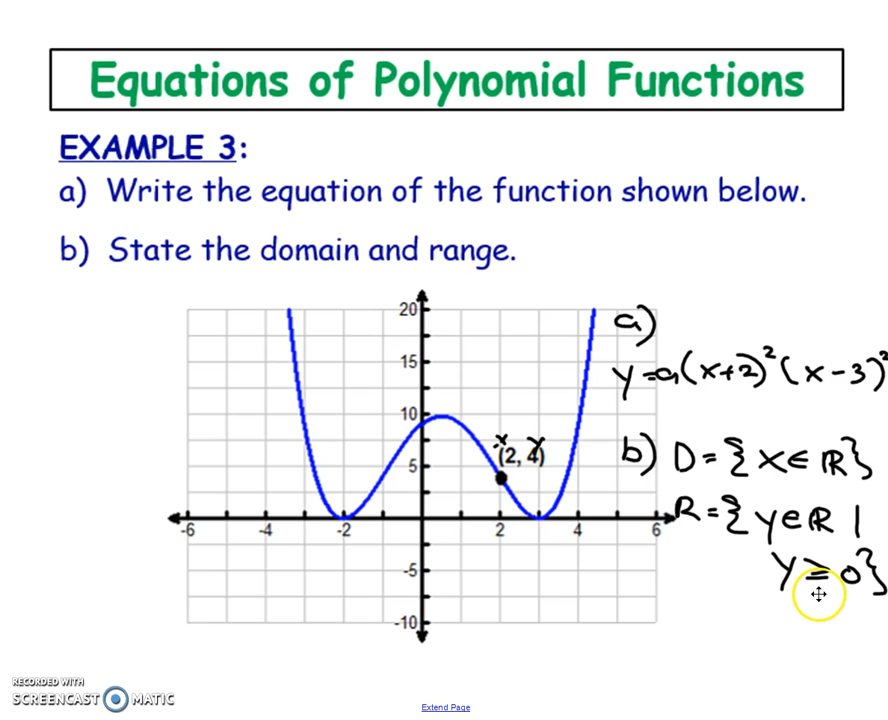 Equations of Polynomial Functions
EXAMPLE 3:
a) Write the equation of the function shown below.
b) State the domain and range.
20
15
10
5
-5
-10
-6 -4 -2 2 4 6
x y
(2, 4)
a)
y=a(x+2)²(x-3)²
b) D = {x∈ℝ}
R = {y∈ℝ |
y ≥ 0}
RECORDED WITH
SCREENCAST MATIC
Extend Page